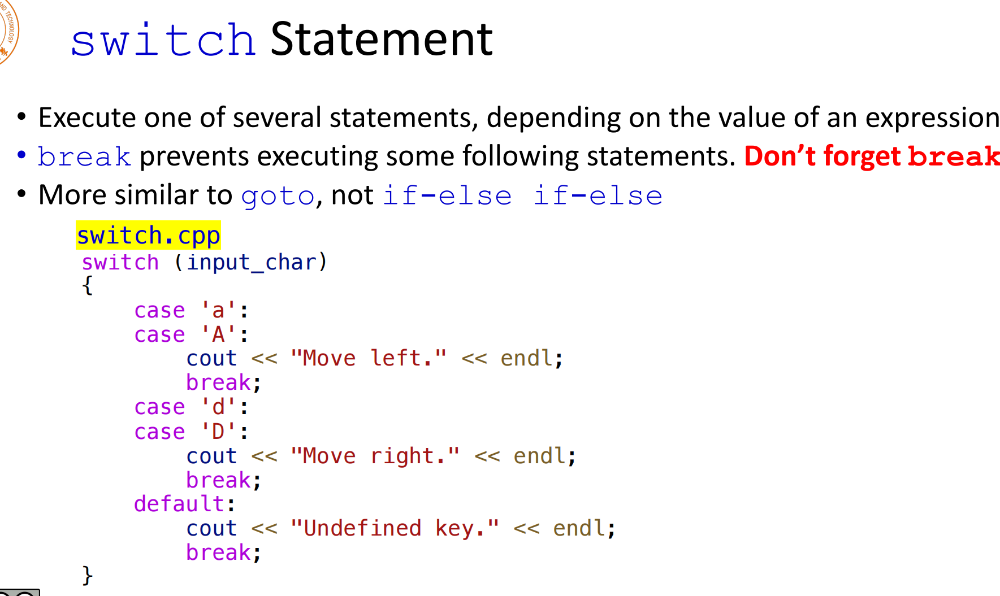 AND TECHNOLOGY
switch Statement
• Execute one of several statements, depending on the value of an expression
• break prevents executing some following statements. Don’t forget break
• More similar to goto, not if-else if-else
switch.cpp
switch (input_char)
{
    case 'a':
    case 'A':
        cout << "Move left." << endl;
        break;
    case 'd':
    case 'D':
        cout << "Move right." << endl;
        break;
    default:
        cout << "Undefined key." << endl;
        break;
}